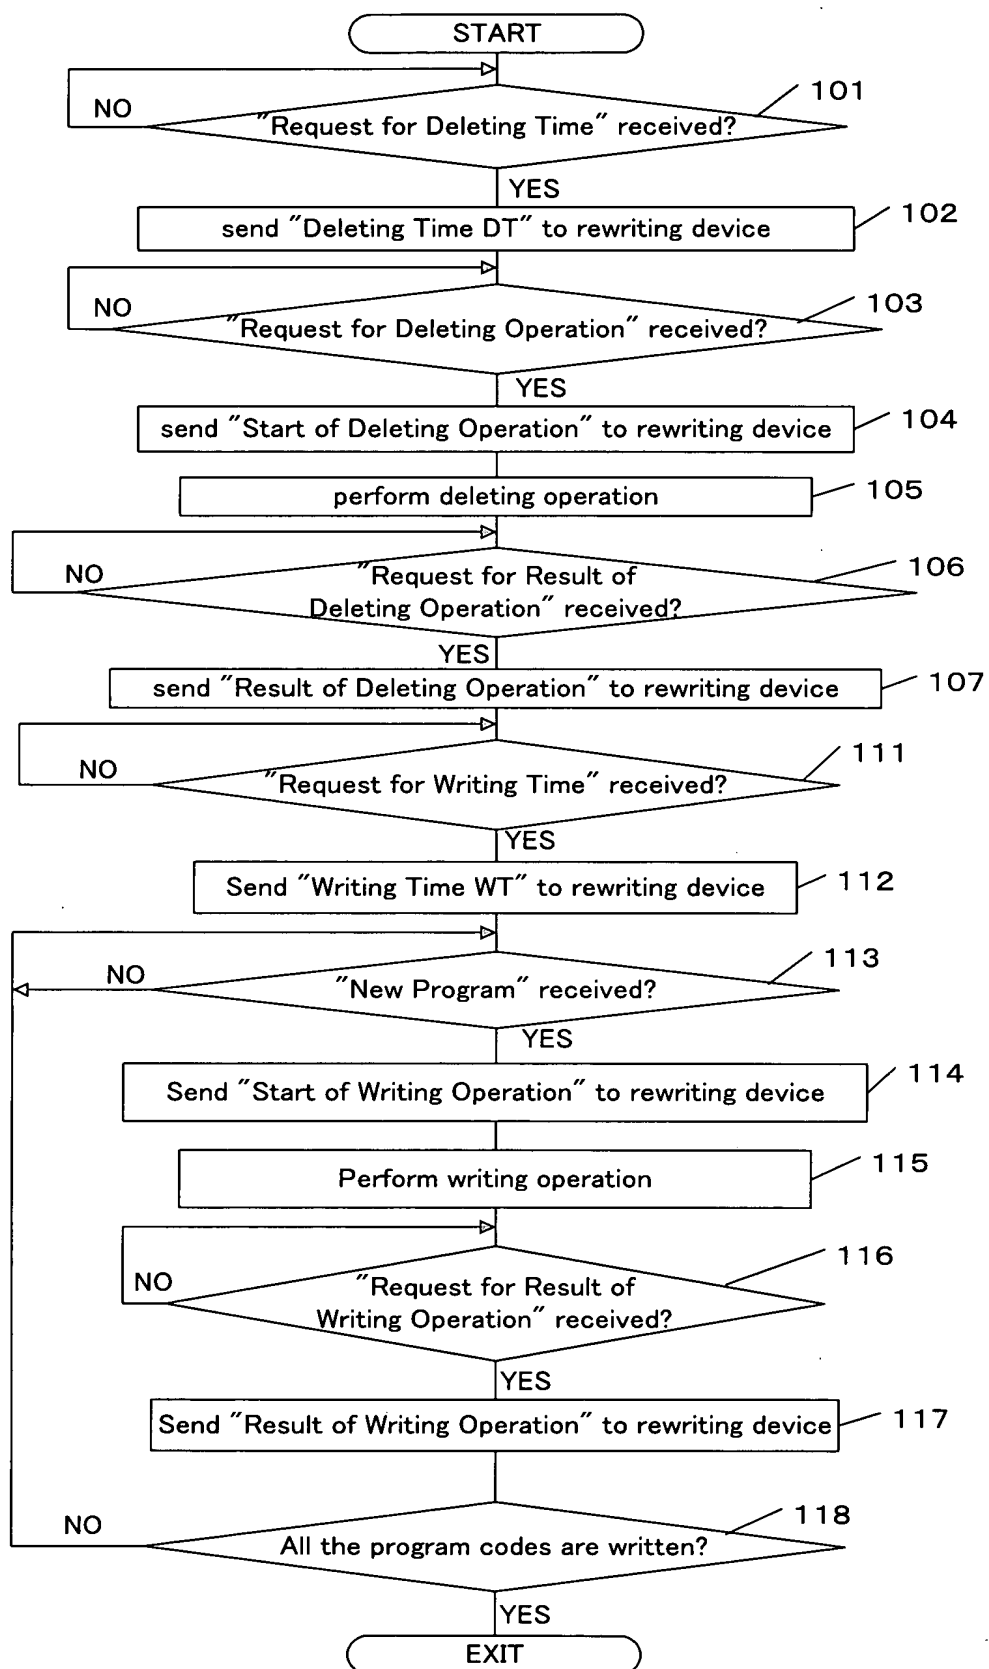 START
NO
101
"Request for Deleting Time" received?
YES
102
send "Deleting Time DT" to rewriting device
NO
103
"Request for Deleting Operation" received?
YES
104
send "Start of Deleting Operation" to rewriting device
perform deleting operation
105
NO
106
"Request for Result of
Deleting Operation" received?
YES
send "Result of Deleting Operation" to rewriting device
107
NO
111
"Request for Writing Time" received?
YES
Send "Writing Time WT" to rewriting device
112
NO
113
"New Program" received?
YES
114
Send "Start of Writing Operation" to rewriting device
115
Perform writing operation
116
NO
"Request for Result of
Writing Operation" received?
YES
Send "Result of Writing Operation" to rewriting device
117
118
NO
All the program codes are written?
YES
EXIT